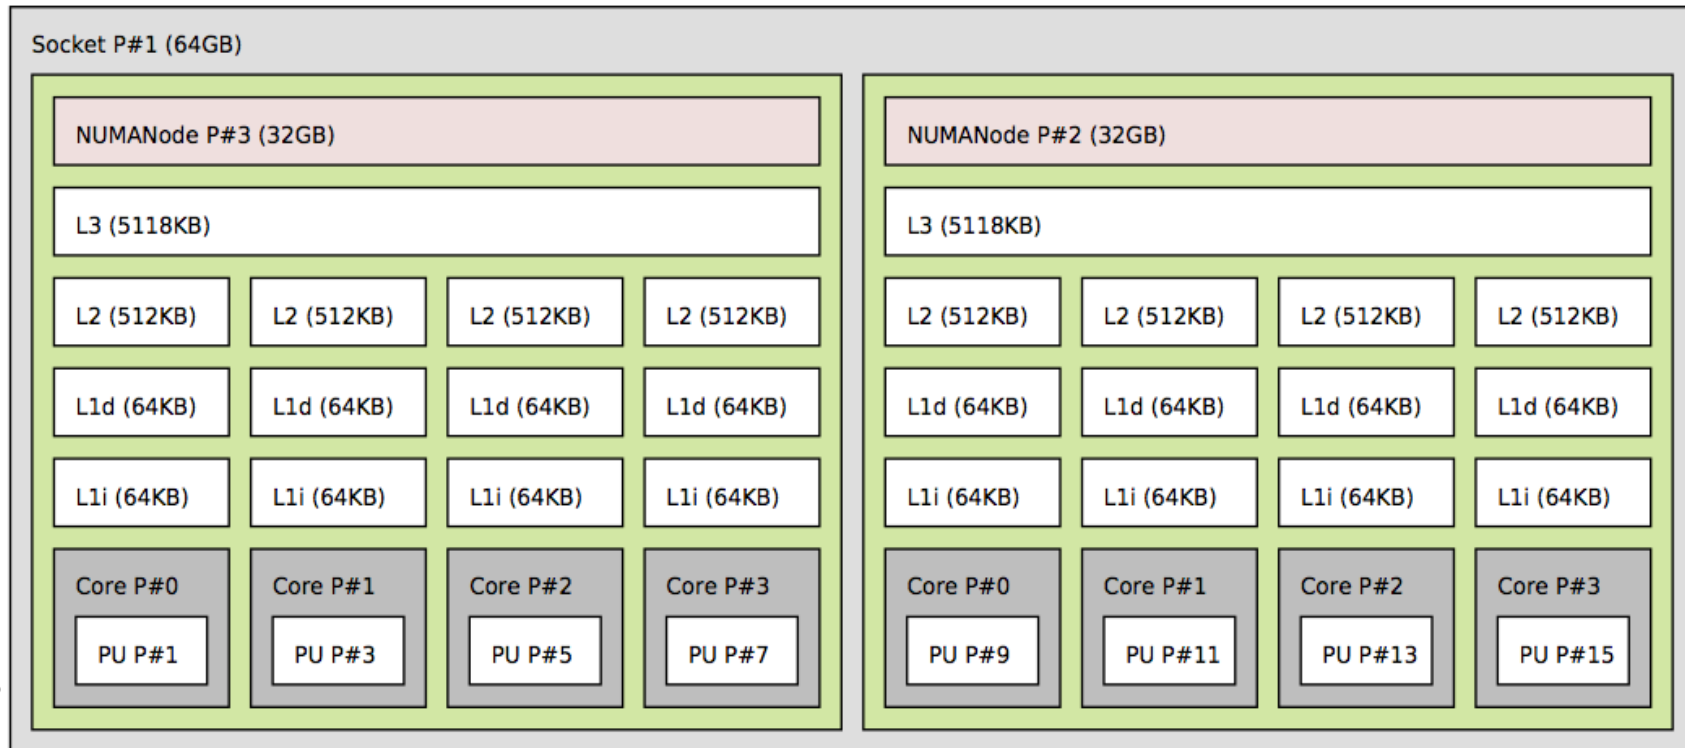 Socket P#1 (64GB)
NUMANode P#3 (32GB) NUMANode P#2 (32GB)
L3 (5118KB) L3 (5118KB)
L2 (512KB) L2 (512KB) L2 (512KB) L2 (512KB) L2 (512KB) L2 (512KB) L2 (512KB) L2 (512KB)
L1d (64KB) L1d (64KB) L1d (64KB) L1d (64KB) L1d (64KB) L1d (64KB) L1d (64KB) L1d (64KB)
L1i (64KB) L1i (64KB) L1i (64KB) L1i (64KB) L1i (64KB) L1i (64KB) L1i (64KB) L1i (64KB)
Core P#0 Core P#1 Core P#2 Core P#3 Core P#0 Core P#1 Core P#2 Core P#3
PU P#1 PU P#3 PU P#5 PU P#7 PU P#9 PU P#11 PU P#13 PU P#15